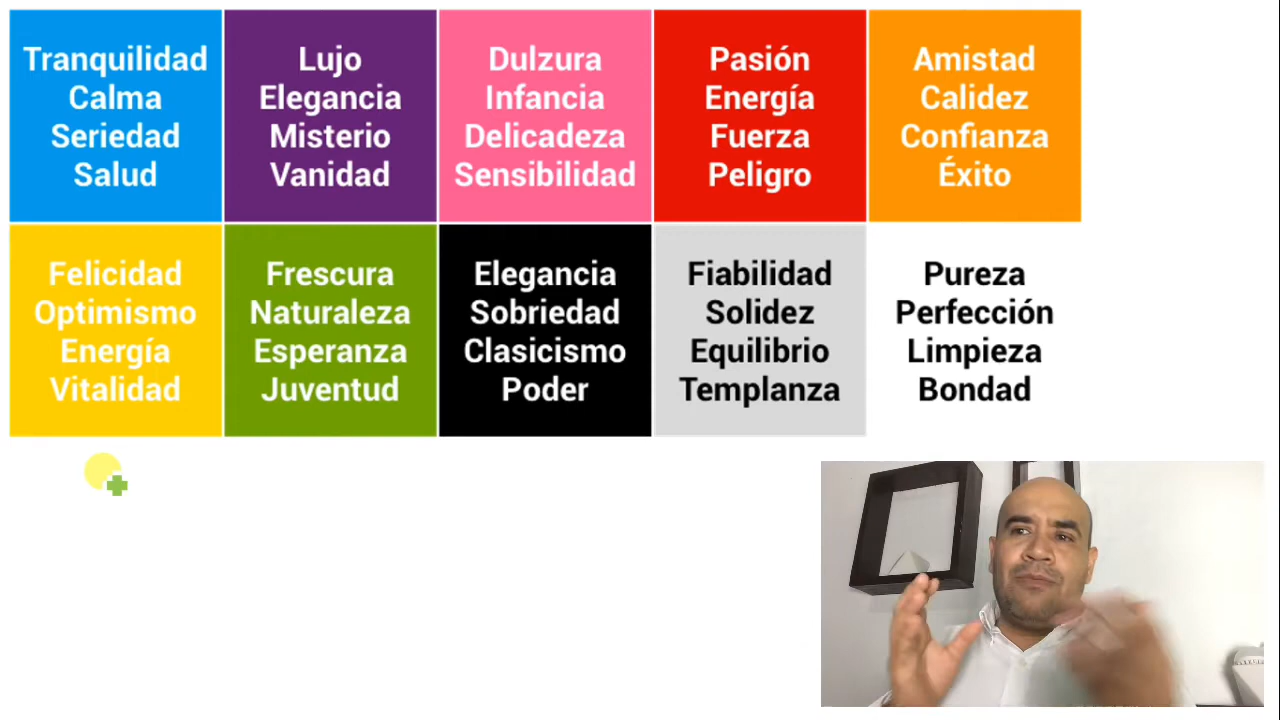 Tranquilidad
Calma
Seriedad
Salud
Lujo
Elegancia
Misterio
Vanidad
Dulzura
Infancia
Delicadeza
Sensibilidad
Pasión
Energía
Fuerza
Peligro
Amistad
Calidez
Confianza
Éxito
Felicidad
Optimismo
Energía
Vitalidad
Frescura
Naturaleza
Esperanza
Juventud
Elegancia
Sobriedad
Clasicismo
Poder
Fiabilidad
Solidez
Equilibrio
Templanza
Pureza
Perfección
Limpieza
Bondad